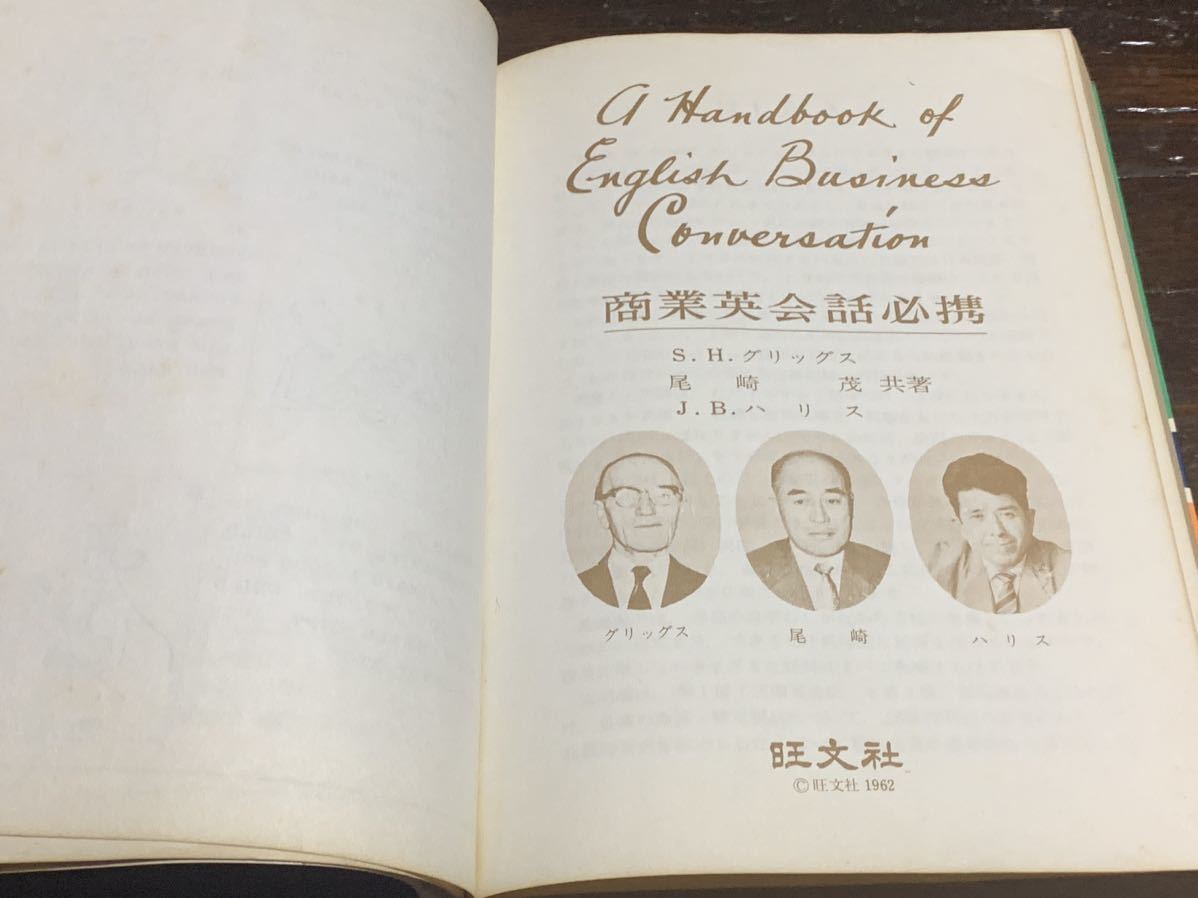 A Handbook of
English Business
Conversation
商業英会話必携
S.H.グリッグス
尾崎 茂 共著
J.B.ハリス
グリッグス 尾崎 ハリス
旺文社
©旺文社 1962